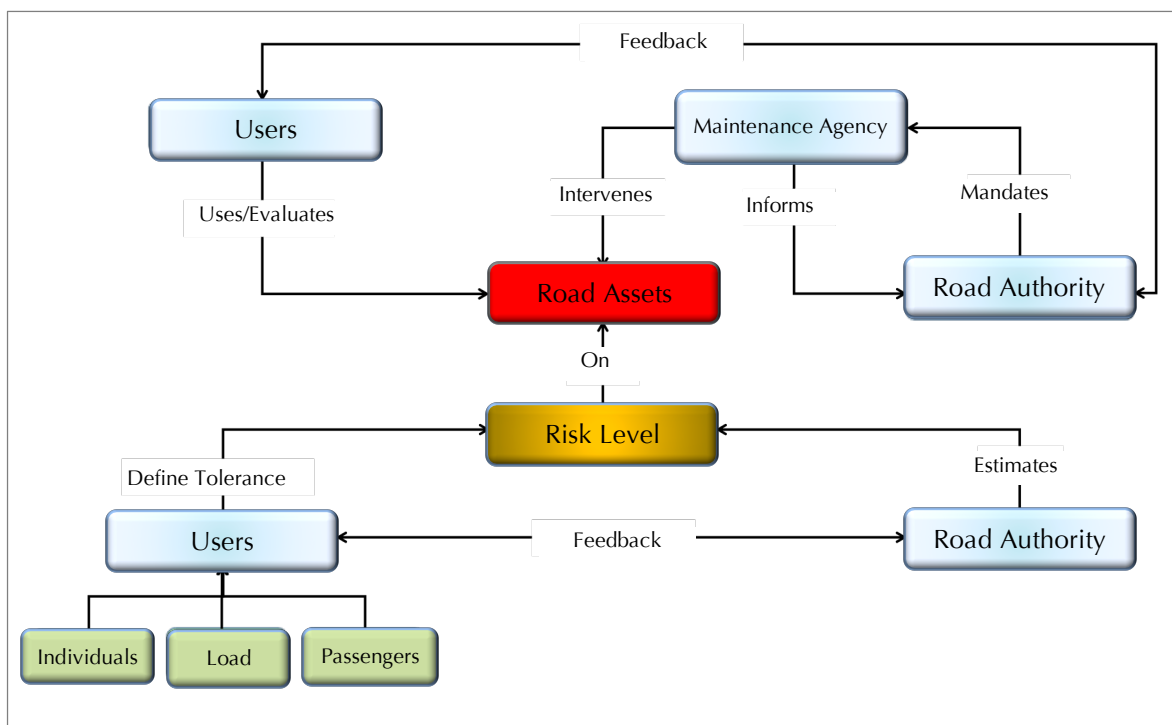 Feedback
Users
Maintenance Agency
Uses/Evaluates
Intervenes
Informs
Mandates
Road Assets
Road Authority
On
Risk Level
Define Tolerance
Estimates
Users
Feedback
Road Authority
Individuals
Load
Passengers